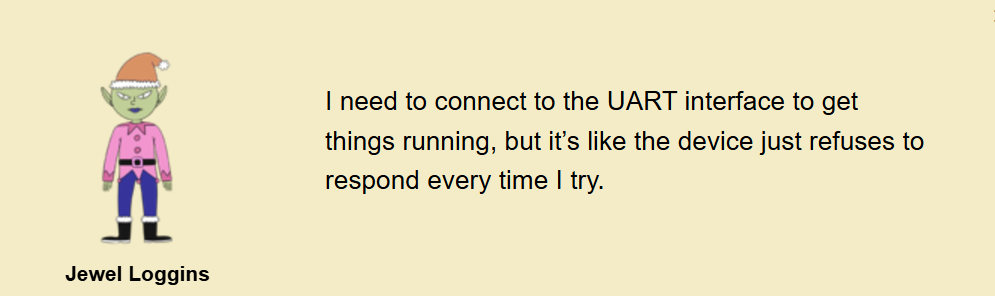 I need to connect to the UART interface to get
things running, but it’s like the device just refuses to
respond every time I try.
Jewel Loggins